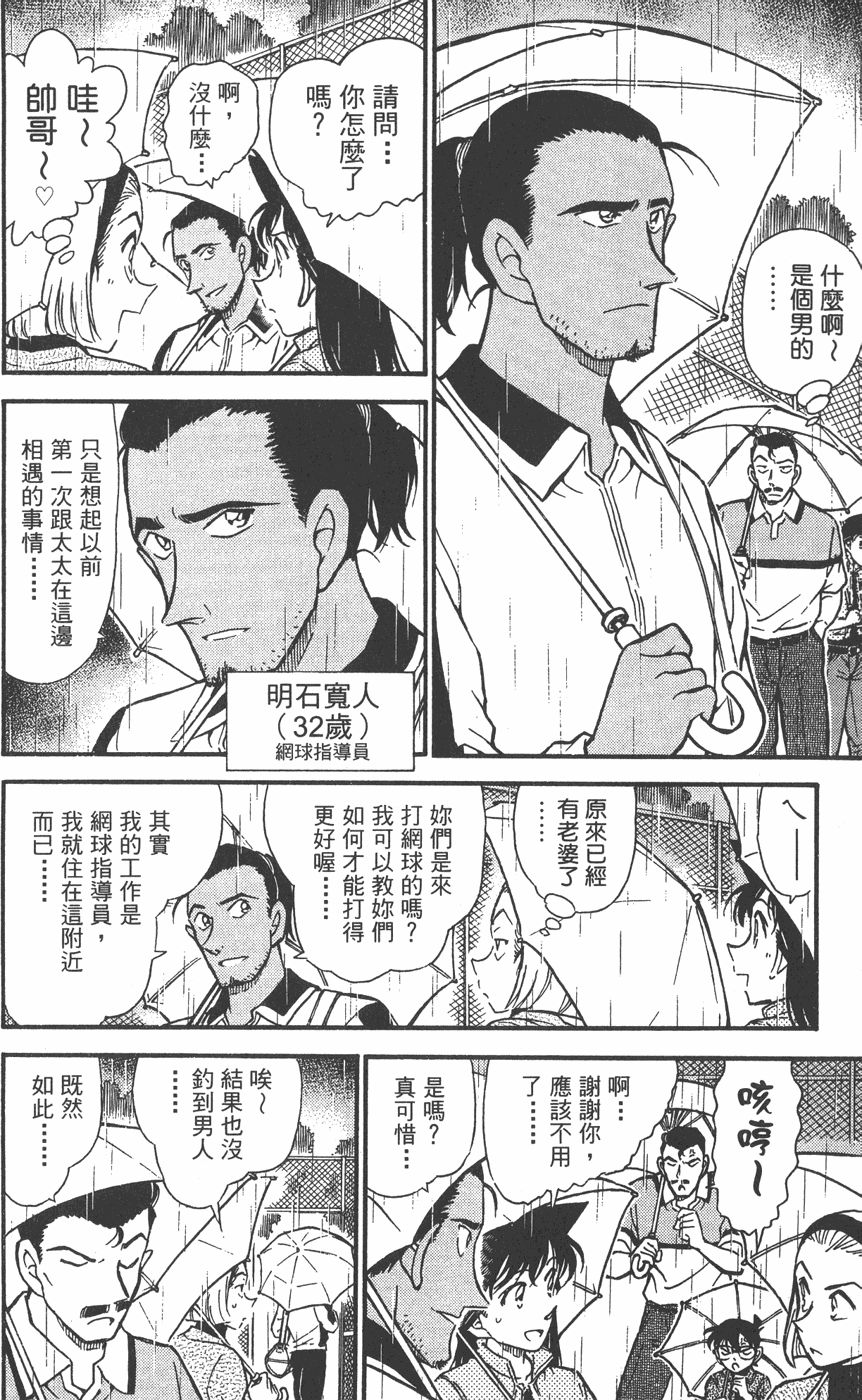 什麼啊～
是個男的
……
請問…
你怎麼了
嗎？
啊，
沒什麼…
哇～
帥哥～♡
只是想起以前
第一次跟太太在這邊
相遇的事情……
明石寬人
（32歲）
網球指導員
ㄟ——
原來已經
有老婆了
……
妳們是來
打網球的嗎？
我可以教妳們
如何才能打得
更好喔……
其實
我的工作是
網球指導員，
我就住在這附近
而已……
咳哼～
啊…
謝謝你，
應該不用
了……
是嗎？
真可惜…
唉～
結果也沒
釣到男人
……
既然
如此……